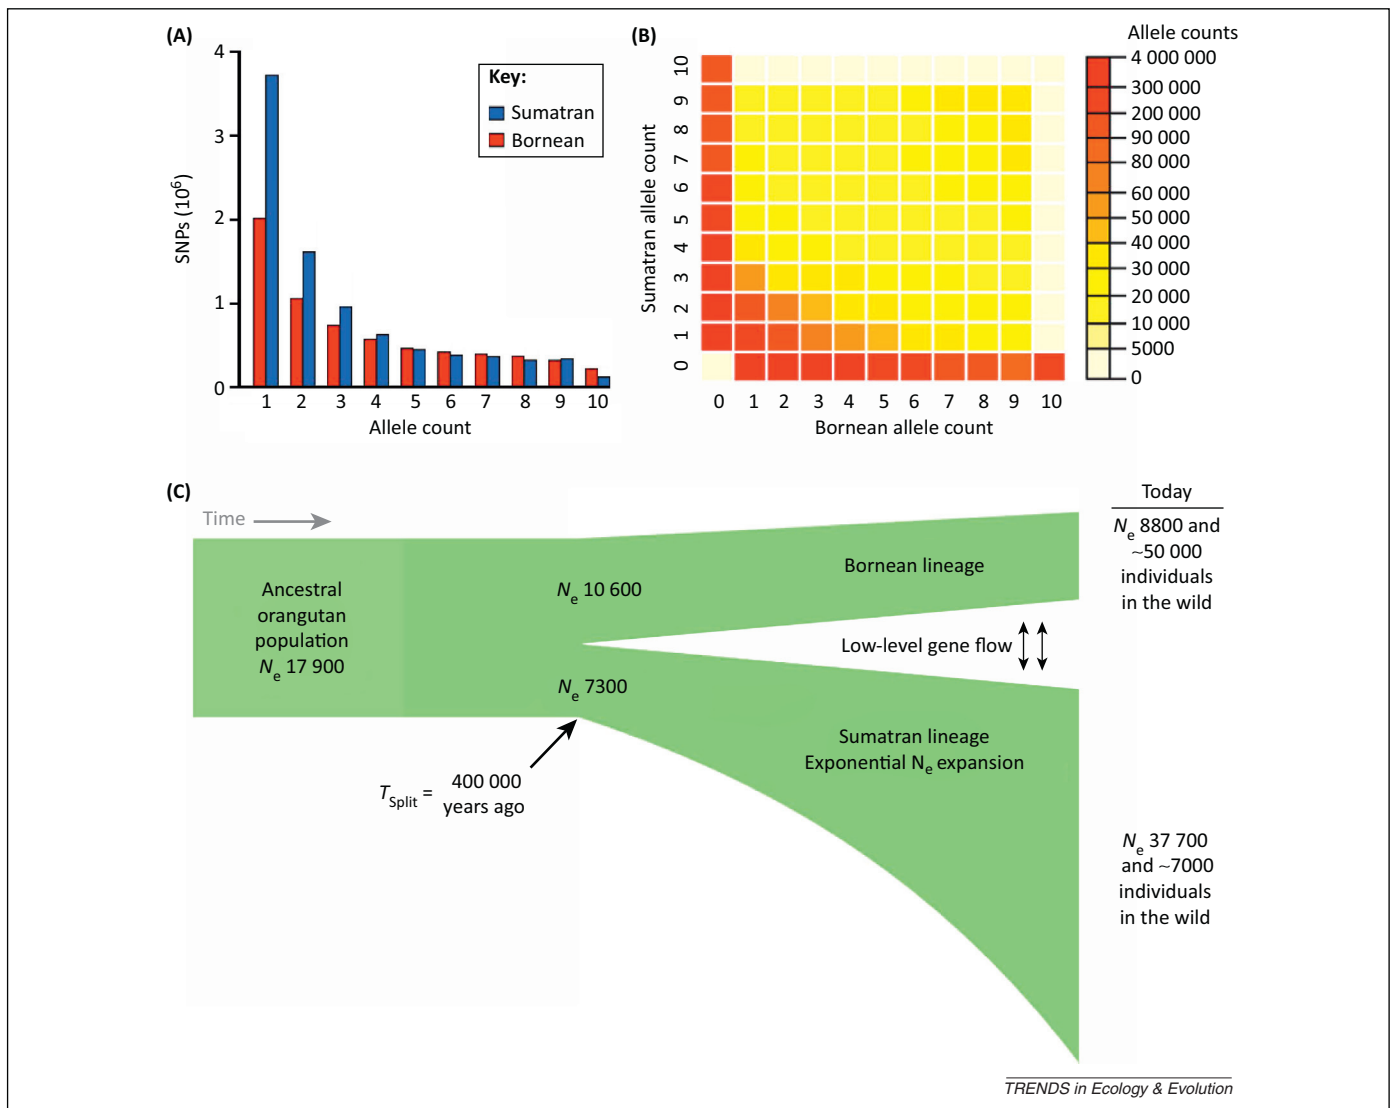 (A)
4
3
2
1
0
SNPs (10⁶)
Key:
Sumatran
Bornean
1 2 3 4 5 6 7 8 9 10
Allele count
(B)
Allele counts
10
9
8
7
6
5
4
3
2
1
0
Sumatran allele count
0 1 2 3 4 5 6 7 8 9 10
Bornean allele count
4 000 000
300 000
200 000
90 000
80 000
60 000
50 000
40 000
30 000
20 000
10 000
5000
0
(C)
Time
Ancestral
orangutan
population
Nₑ 17 900
Nₑ 10 600
Nₑ 7300
T_Split = 400 000
years ago
Bornean lineage
Low-level gene flow
Sumatran lineage
Exponential Nₑ expansion
Today
Nₑ 8800 and
~50 000
individuals
in the wild
Nₑ 37 700
and ~7000
individuals
in the wild
TRENDS in Ecology & Evolution